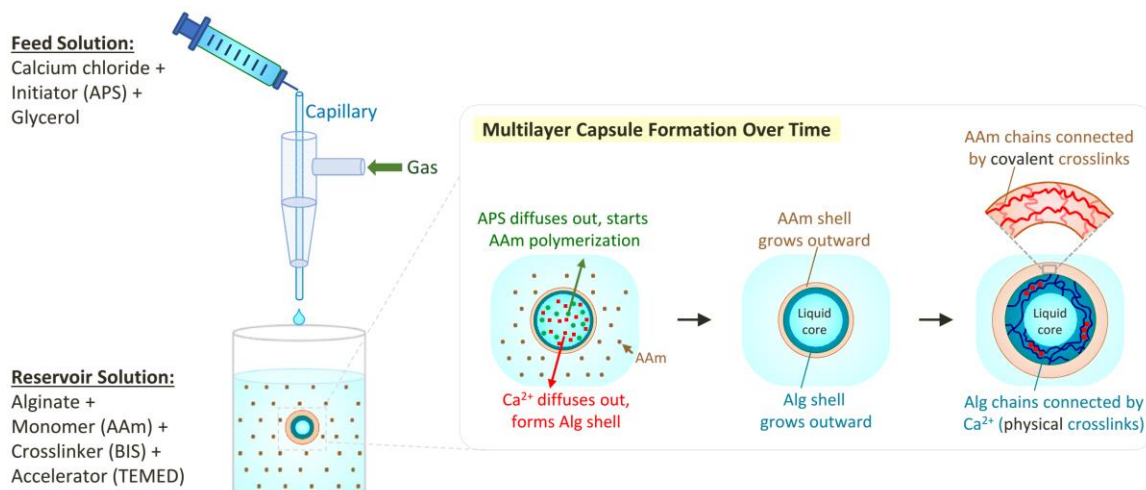 Feed Solution:
Calcium chloride +
Initiator (APS) +
Glycerol
Capillary
Gas
Reservoir Solution:
Alginate +
Monomer (AAm) +
Crosslinker (BIS) +
Accelerator (TEMED)
Multilayer Capsule Formation Over Time
APS diffuses out, starts
AAm polymerization
AAm
Ca²⁺ diffuses out,
forms Alg shell
AAm shell
grows outward
Liquid
core
Alg shell
grows outward
AAm chains connected
by covalent crosslinks
Liquid
core
Alg chains connected by
Ca²⁺ (physical crosslinks)